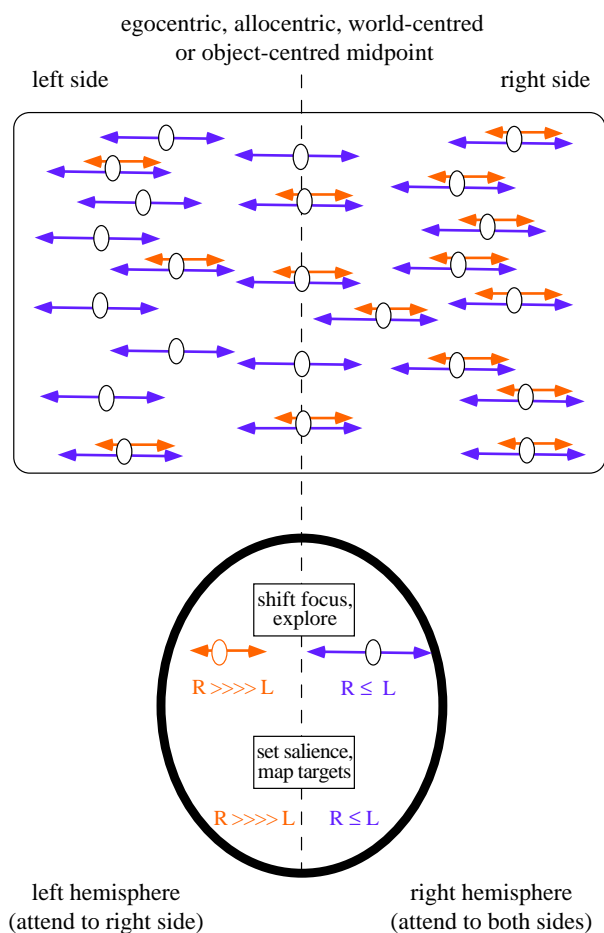 egocentric, allocentric, world-centred
or object-centred midpoint
left side
right side
shift focus,
explore
R >>>> L
R ≤ L
set salience,
map targets
R >>>> L
R ≤ L
left hemisphere
(attend to right side)
right hemisphere
(attend to both sides)